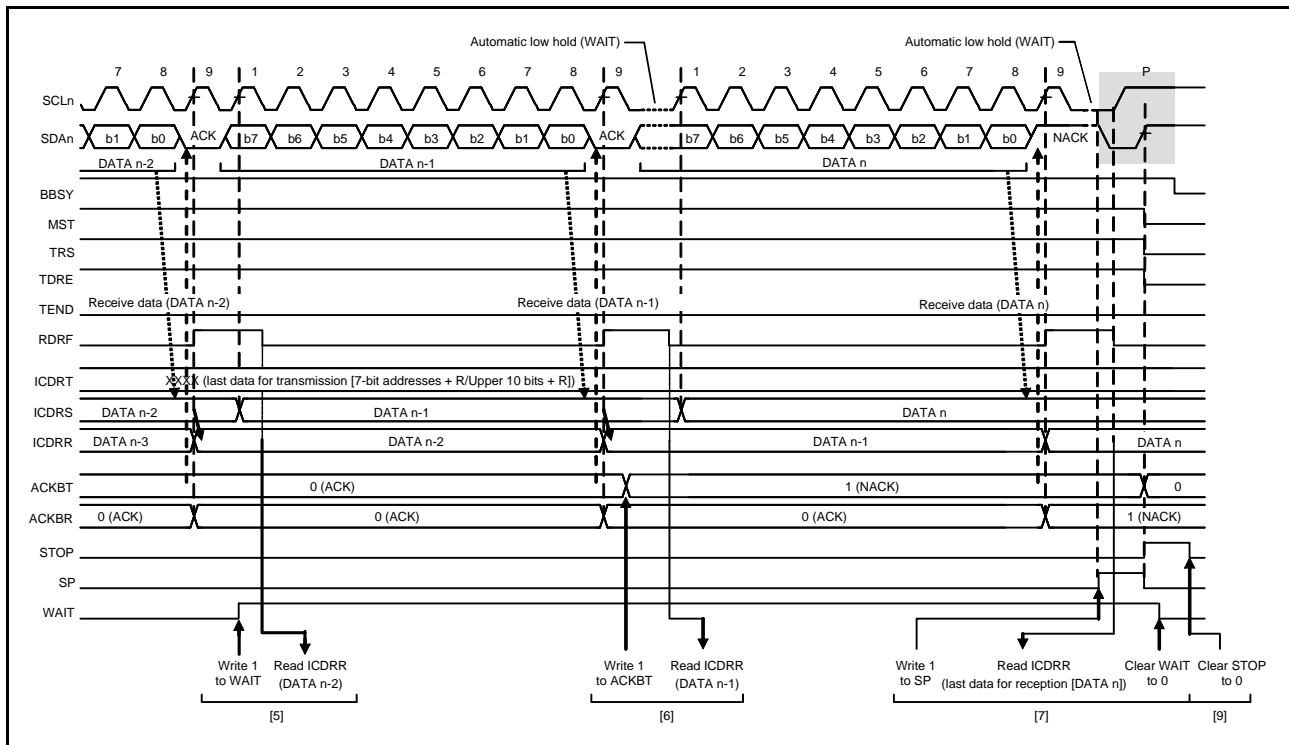 Automatic low hold (WAIT)
Automatic low hold (WAIT)
7 8 9 1 2 3 4 5 6 7 8 9 1 2 3 4 5 6 7 8 9 P
SCLn
SDAn b1 b0 ACK b7 b6 b5 b4 b3 b2 b1 b0 ACK b7 b6 b5 b4 b3 b2 b1 b0 NACK
DATA n-2 DATA n-1 DATA n
BBSY
MST
TRS
TDRE
TEND
Receive data (DATA n-2) Receive data (DATA n-1) Receive data (DATA n)
RDRF
ICDRT XXXX (last data for transmission [7-bit addresses + R/Upper 10 bits + R])
ICDRS DATA n-2 DATA n-1 DATA n
ICDRR DATA n-3 DATA n-2 DATA n-1 DATA n
ACKBT 0 (ACK) 1 (NACK) 0
ACKBR 0 (ACK) 0 (ACK) 0 (ACK) 1 (NACK)
STOP
SP
WAIT
Write 1 to WAIT
Read ICDRR (DATA n-2)
Write 1 to ACKBT
Read ICDRR (DATA n-1)
Write 1 to SP
Read ICDRR (last data for reception [DATA n])
Clear WAIT to 0
Clear STOP to 0
[5] [6] [7] [9]